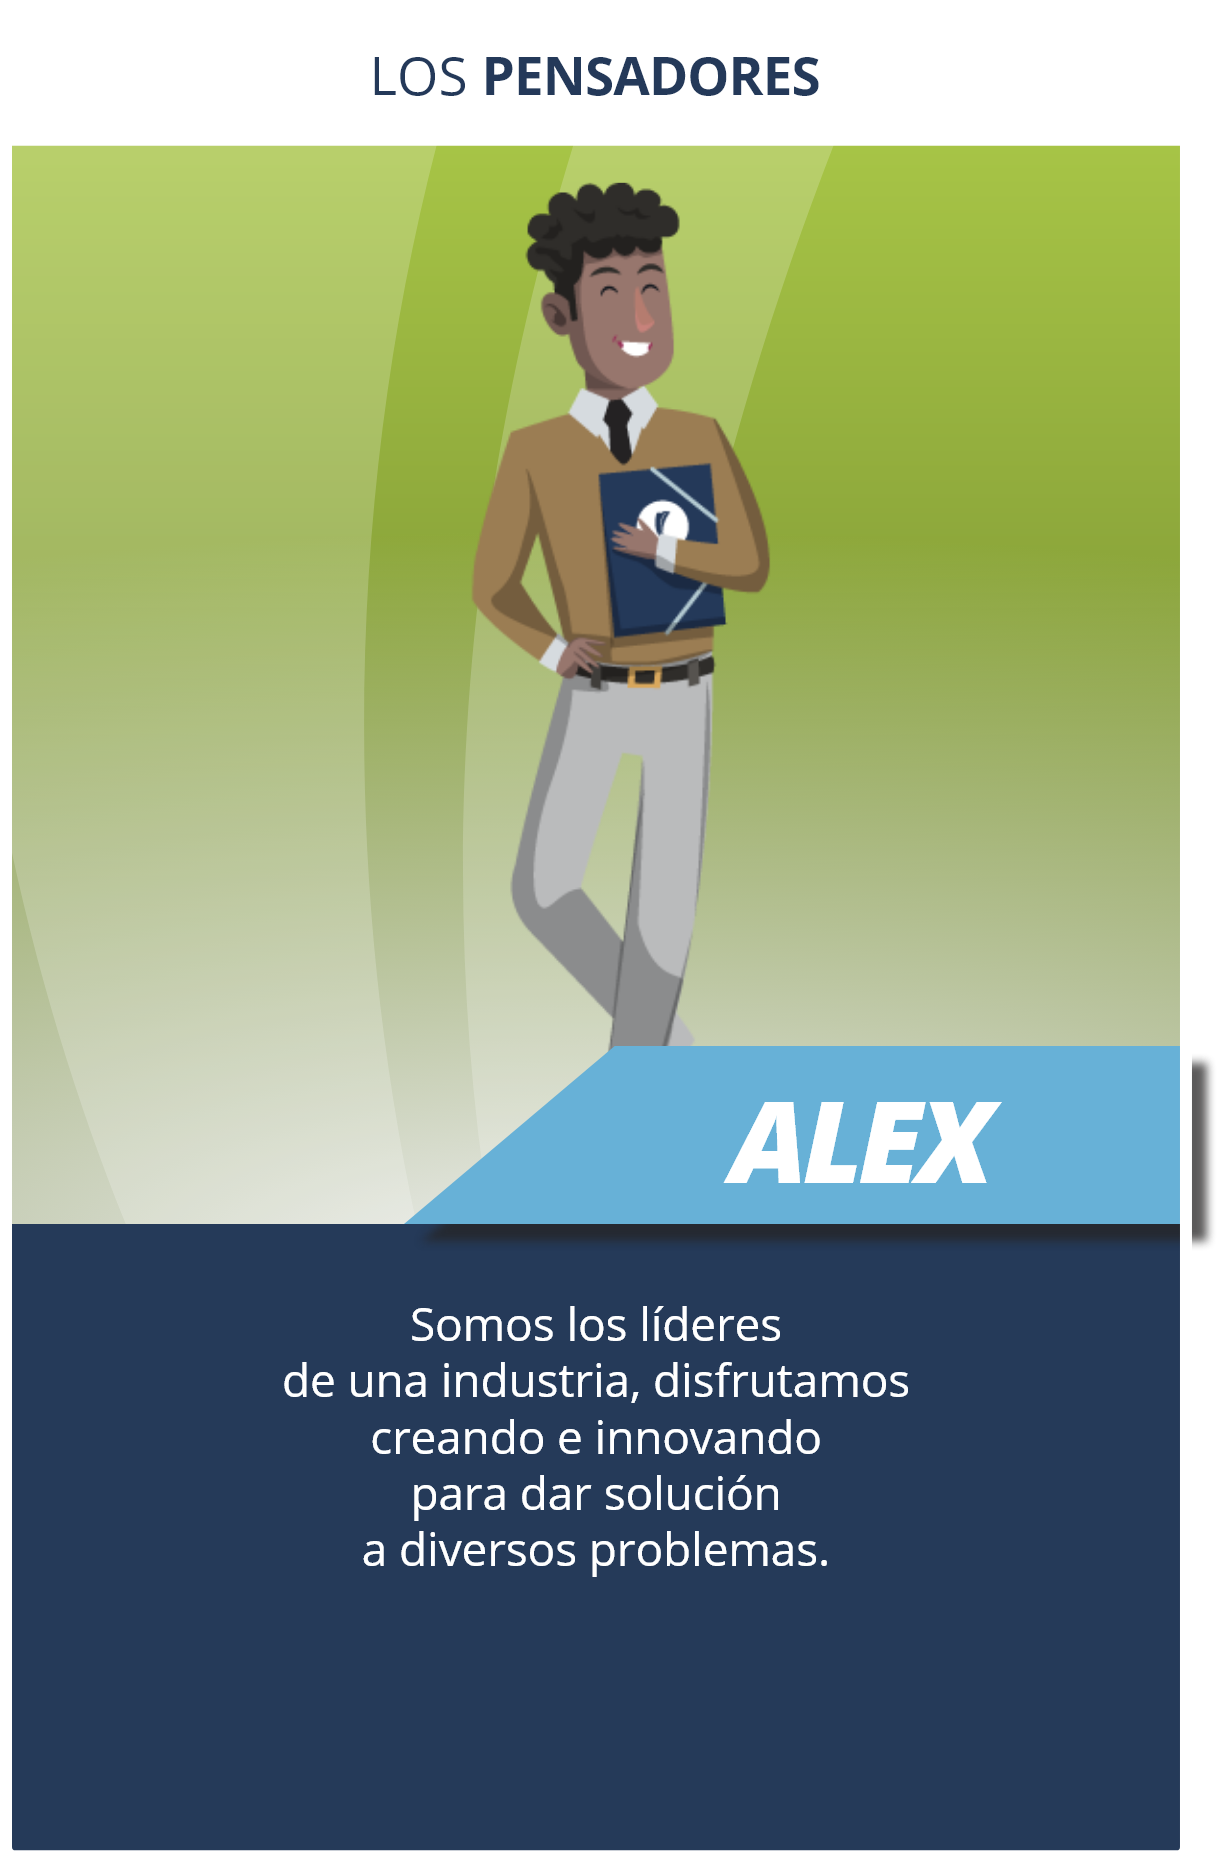 LOS PENSADORES
ALEX
Somos los líderes
de una industria, disfrutamos
creando e innovando
para dar solución
a diversos problemas.